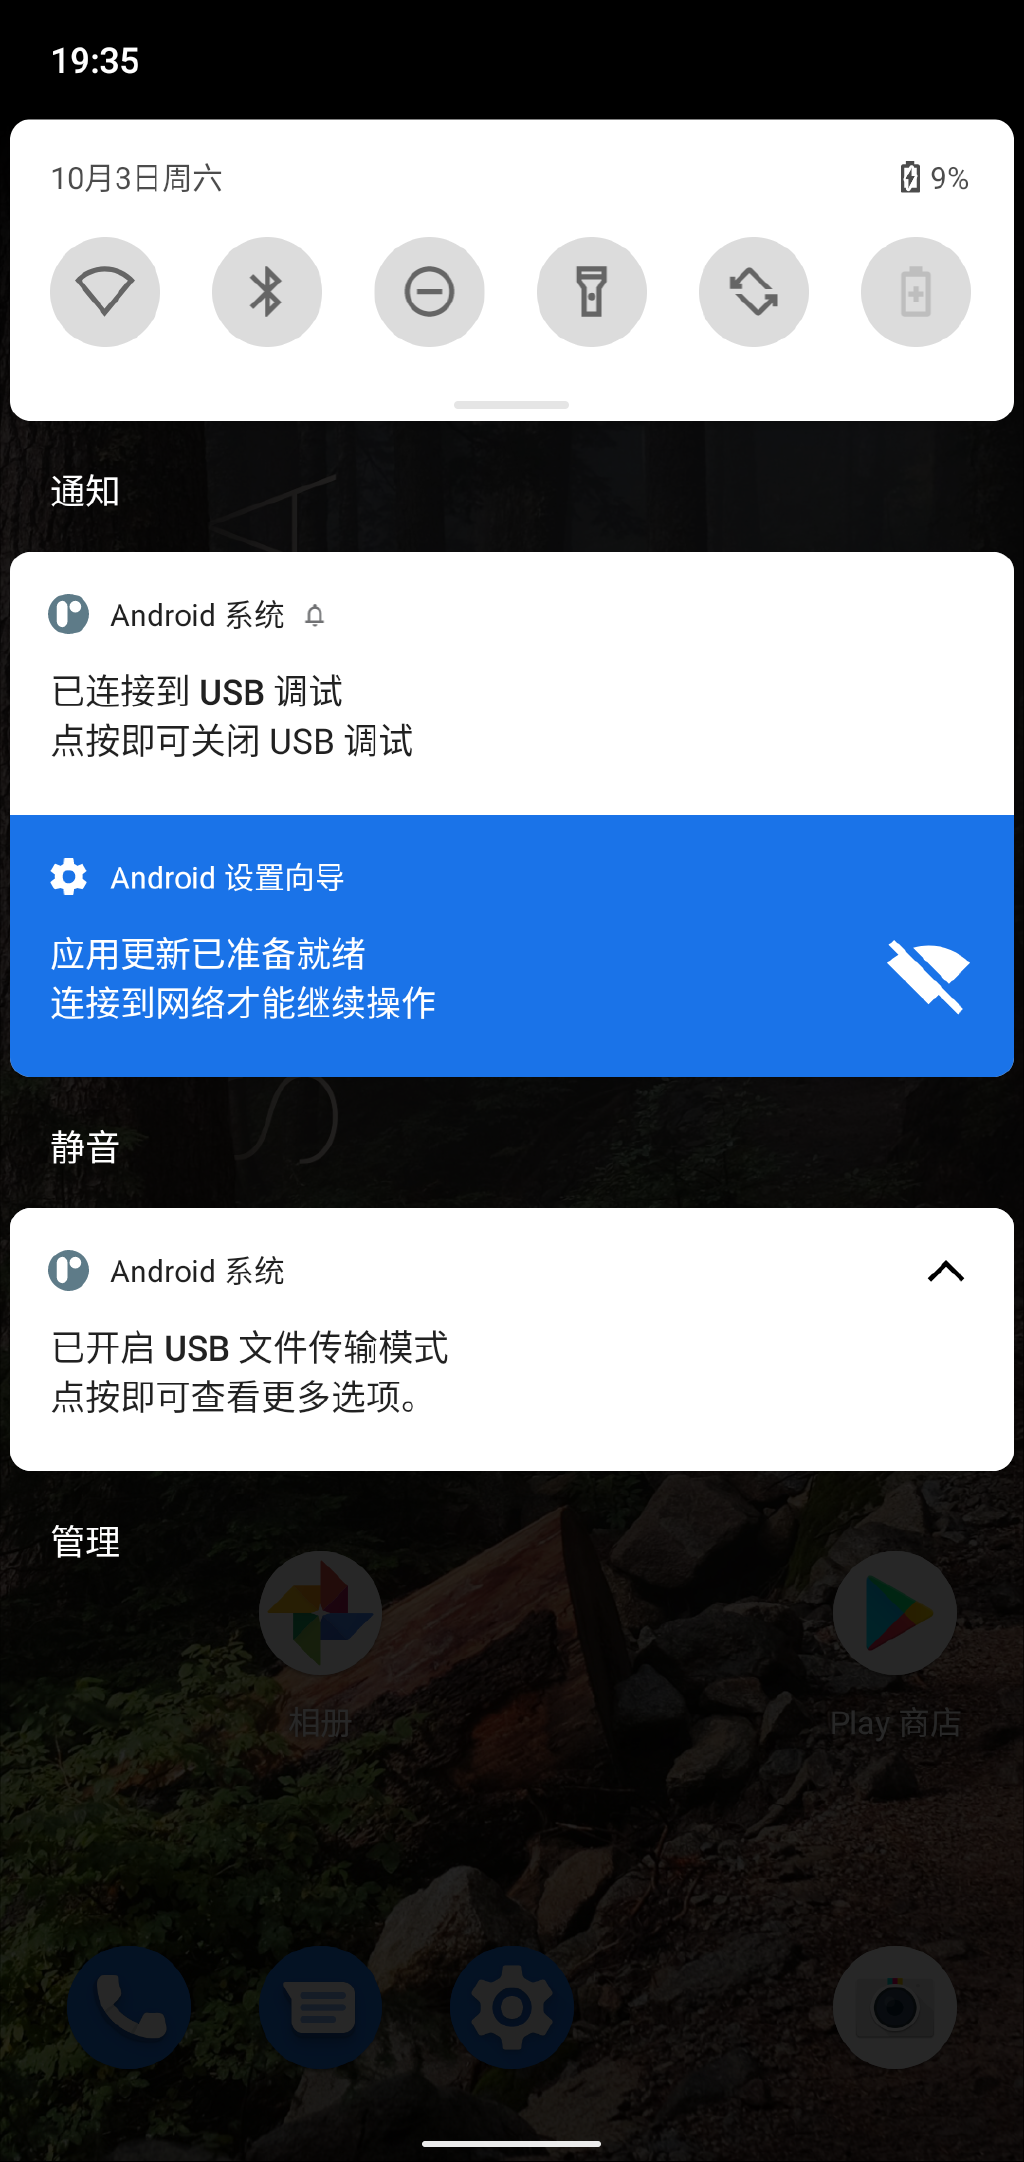 19:35
10月3日周六
9%
通知
Android 系统
已连接到 USB 调试
点按即可关闭 USB 调试
Android 设置向导
应用更新已准备就绪
连接到网络才能继续操作
静音
Android 系统
已开启 USB 文件传输模式
点按即可查看更多选项。
管理
相册
Play 商店